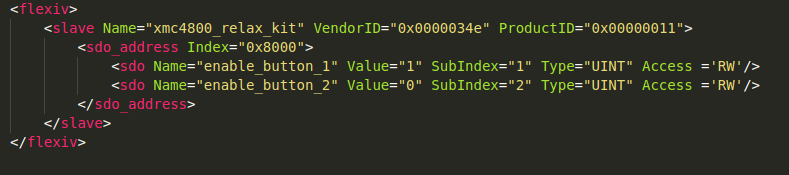 <flexiv>
<slave Name="xmc4800_relax_kit" VendorID="0x0000034e" ProductID="0x00000011">
<sdo_address Index="0x8000">
<sdo Name="enable_button_1" Value="1" SubIndex="1" Type="UINT" Access ='RW'/>
<sdo Name="enable_button_2" Value="0" SubIndex="2" Type="UINT" Access ='RW'/>
</sdo_address>
</slave>
</flexiv>